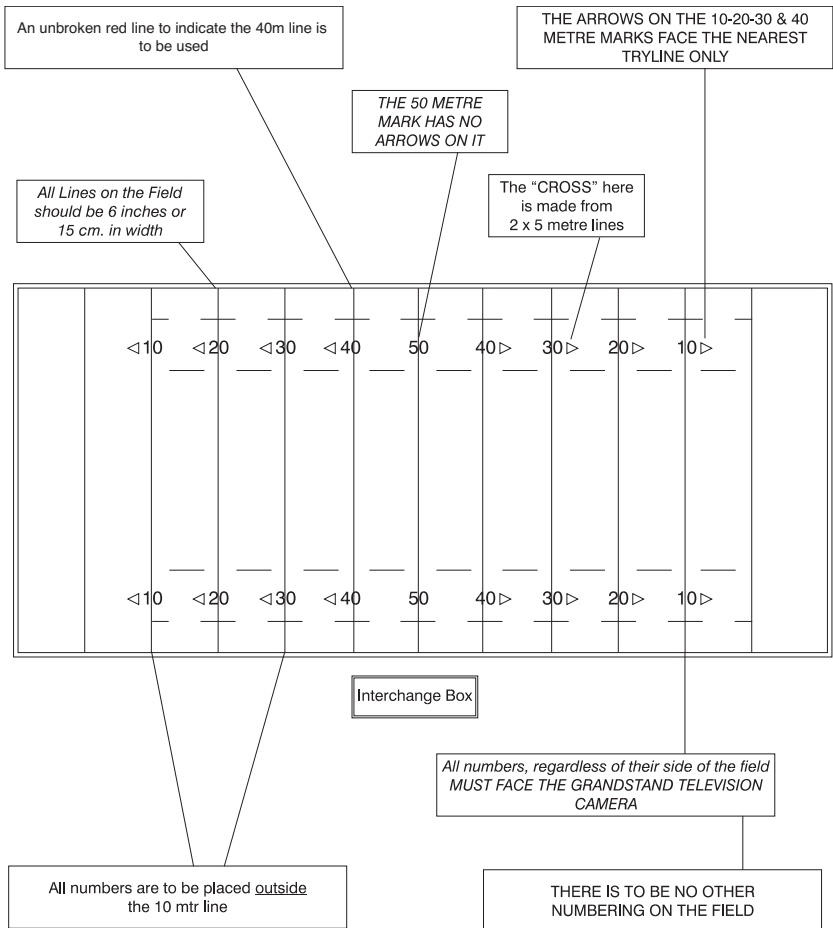 An unbroken red line to indicate the 40m line is
to be used
THE ARROWS ON THE 10-20-30 & 40
METRE MARKS FACE THE NEAREST
TRYLINE ONLY
THE 50 METRE
MARK HAS NO
ARROWS ON IT
All Lines on the Field
should be 6 inches or
15 cm. in width
The “CROSS” here
is made from
2 x 5 metre lines
10 20 30 40 50 40 30 20 10
10 20 30 40 50 40 30 20 10
Interchange Box
All numbers, regardless of their side of the field
MUST FACE THE GRANDSTAND TELEVISION
CAMERA
All numbers are to be placed outside
the 10 mtr line
THERE IS TO BE NO OTHER
NUMBERING ON THE FIELD